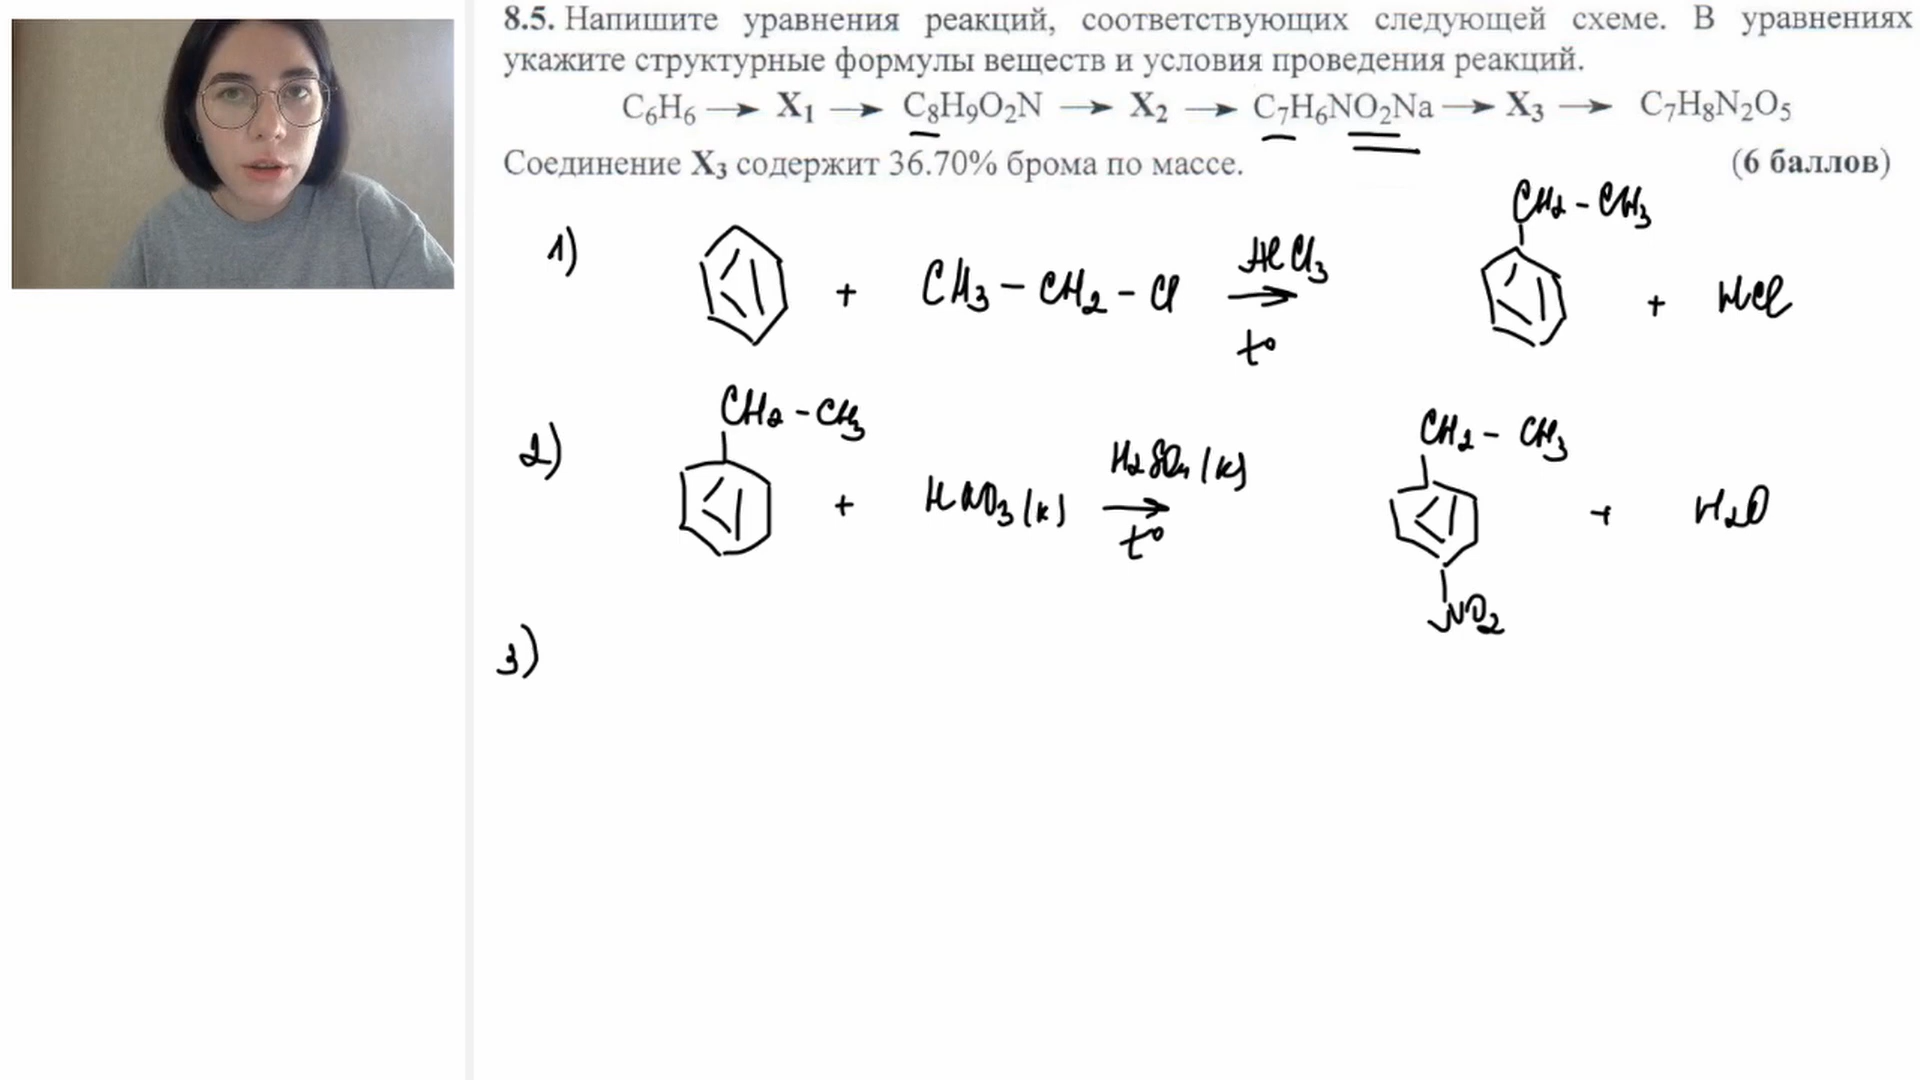 8.5. Напишите уравнения реакций, соответствующих следующей схеме. В уравнениях
укажите структурные формулы веществ и условия проведения реакций.
C₆H₆ → X₁ → C₈H₉O₂N → X₂ → C₇H₆NO₂Na → X₃ → C₇H₈N₂O₅
Соединение X₃ содержит 36.70% брома по массе. (6 баллов)
1) + CH₃ – CH₂ – Cl AlCl₃ → t° CH₂ – CH₃ + HCl
2) CH₂ – CH₃ + HNO₃(к) H₂SO₄(к) → t° CH₂ – CH₃ NO₂ + H₂O
3)